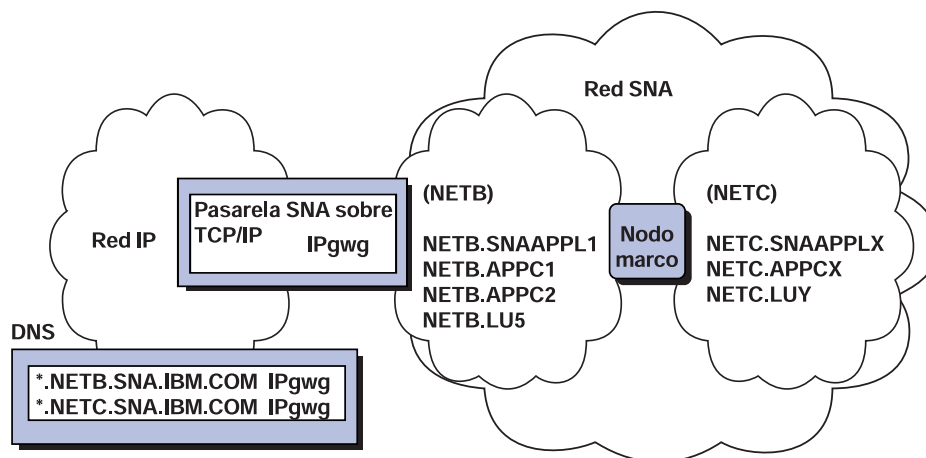 Red SNA
(NETB)
(NETC)
Pasarela SNA sobre
TCP/IP
IPgwg
Red IP
NETB.SNAAPPL1
NETB.APPC1
NETB.APPC2
NETB.LU5
Nodo
marco
NETC.SNAAPPLX
NETC.APPCX
NETC.LUY
DNS
*.NETB.SNA.IBM.COM IPgwg
*.NETC.SNA.IBM.COM IPgwg